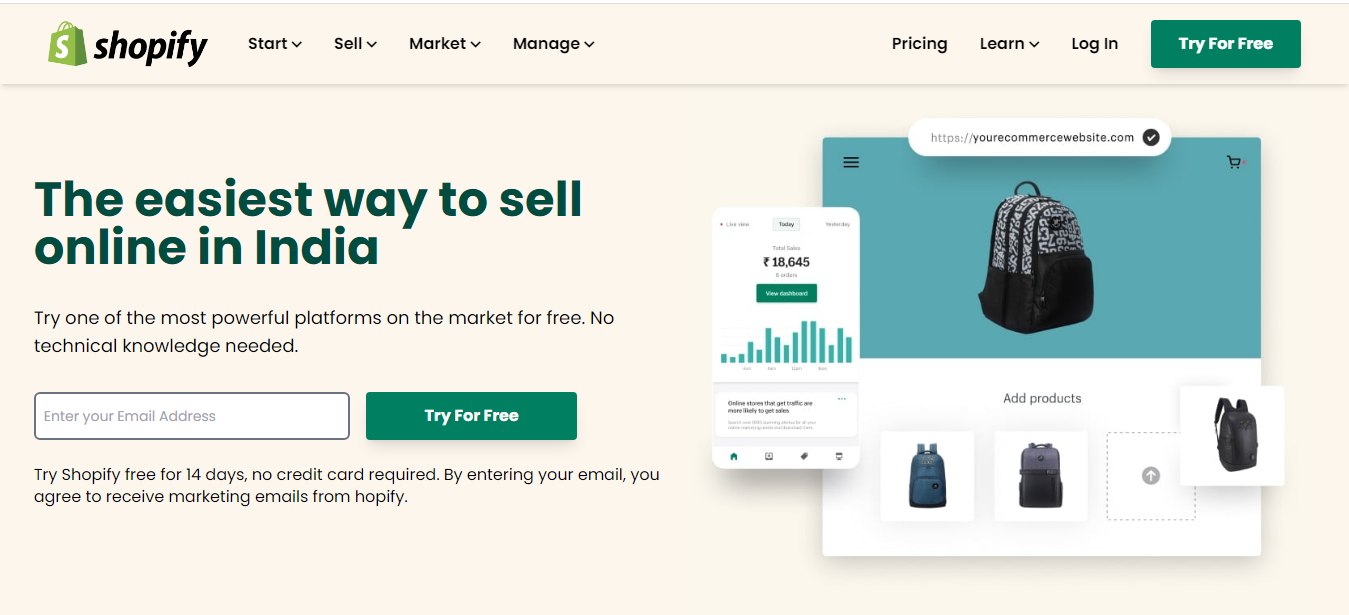 shopify
Start
Sell
Market
Manage
Pricing
Learn
Log In
Try For Free
The easiest way to sell
online in India
Try one of the most powerful platforms on the market for free. No
technical knowledge needed.
Enter your Email Address
Try For Free
Try Shopify free for 14 days, no credit card required. By entering your email, you
agree to receive marketing emails from hopify.
https://yourecommercewebsite.com
Live view Today Yesterday
Total Sales
₹ 18,645
6 orders
View dashboard
Online stores that get traffic are
more likely to get sales
Add products